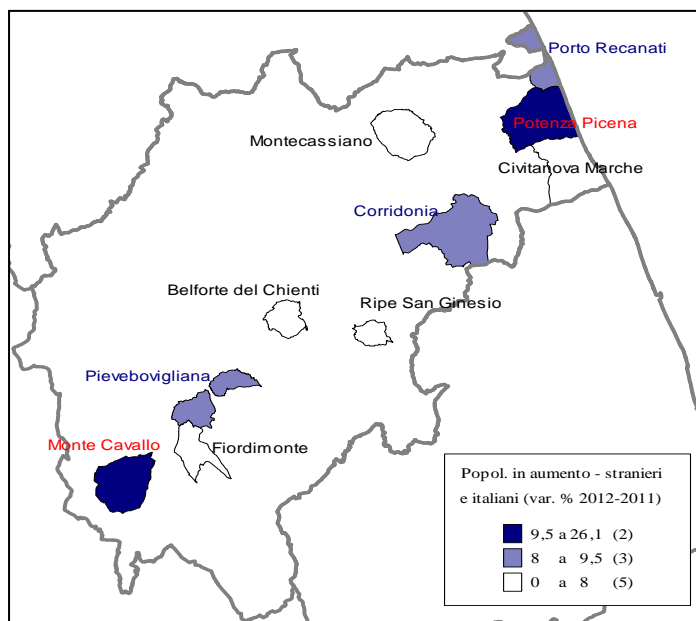 Porto Recanati
Potenza Picena
Montecassiano
Civitanova Marche
Corridonia
Belforte del Chienti
Ripe San Ginesio
Pievebovigliana
Monte Cavallo
Fiordimonte
Popol. in aumento - stranieri
e italiani (var. % 2012-2011)
9,5 a 26,1 (2)
8 a 9,5 (3)
0 a 8 (5)